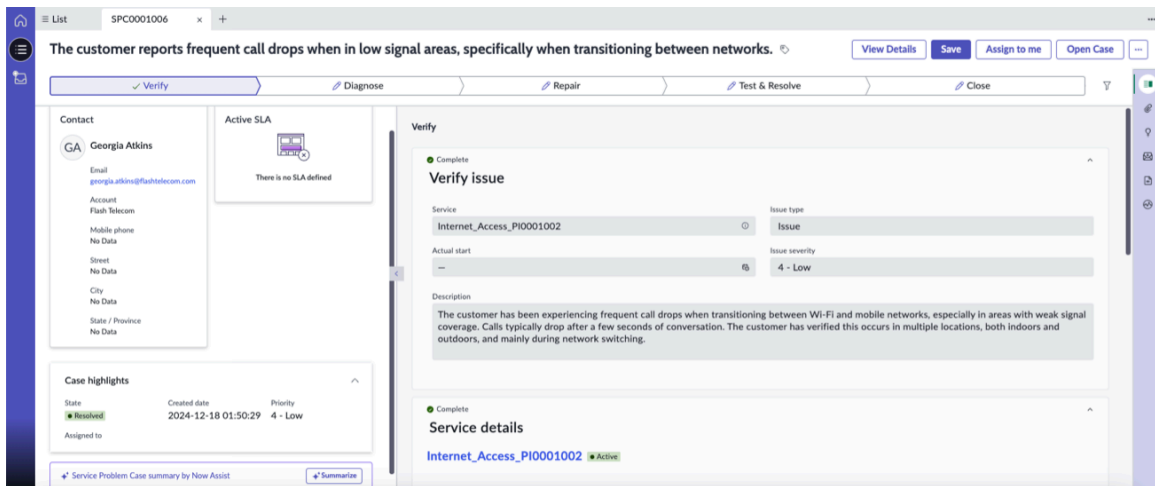 List
SPC0001006
The customer reports frequent call drops when in low signal areas, specifically when transitioning between networks.
View Details
Save
Assign to me
Open Case
Verify
Diagnose
Repair
Test & Resolve
Close
Contact
GA
Georgia Atkins
Email
georgia.atkins@flashtelecom.com
Account
Flash Telecom
Mobile phone
No Data
Street
No Data
City
No Data
State / Province
No Data
Active SLA
There is no SLA defined
Case highlights
State
Created date
Priority
Resolved
2024-12-18 01:50:29
4 - Low
Assigned to
Service Problem Case summary by Now Assist
Summarize
Verify
Complete
Verify issue
Service
Issue type
Internet_Access_PI0001002
Issue
Actual start
Issue severity
—
4 - Low
Description
The customer has been experiencing frequent call drops when transitioning between Wi-Fi and mobile networks, especially in areas with weak signal
coverage. Calls typically drop after a few seconds of conversation. The customer has verified this occurs in multiple locations, both indoors and
outdoors, and mainly during network switching.
Complete
Service details
Internet_Access_PI0001002
Active